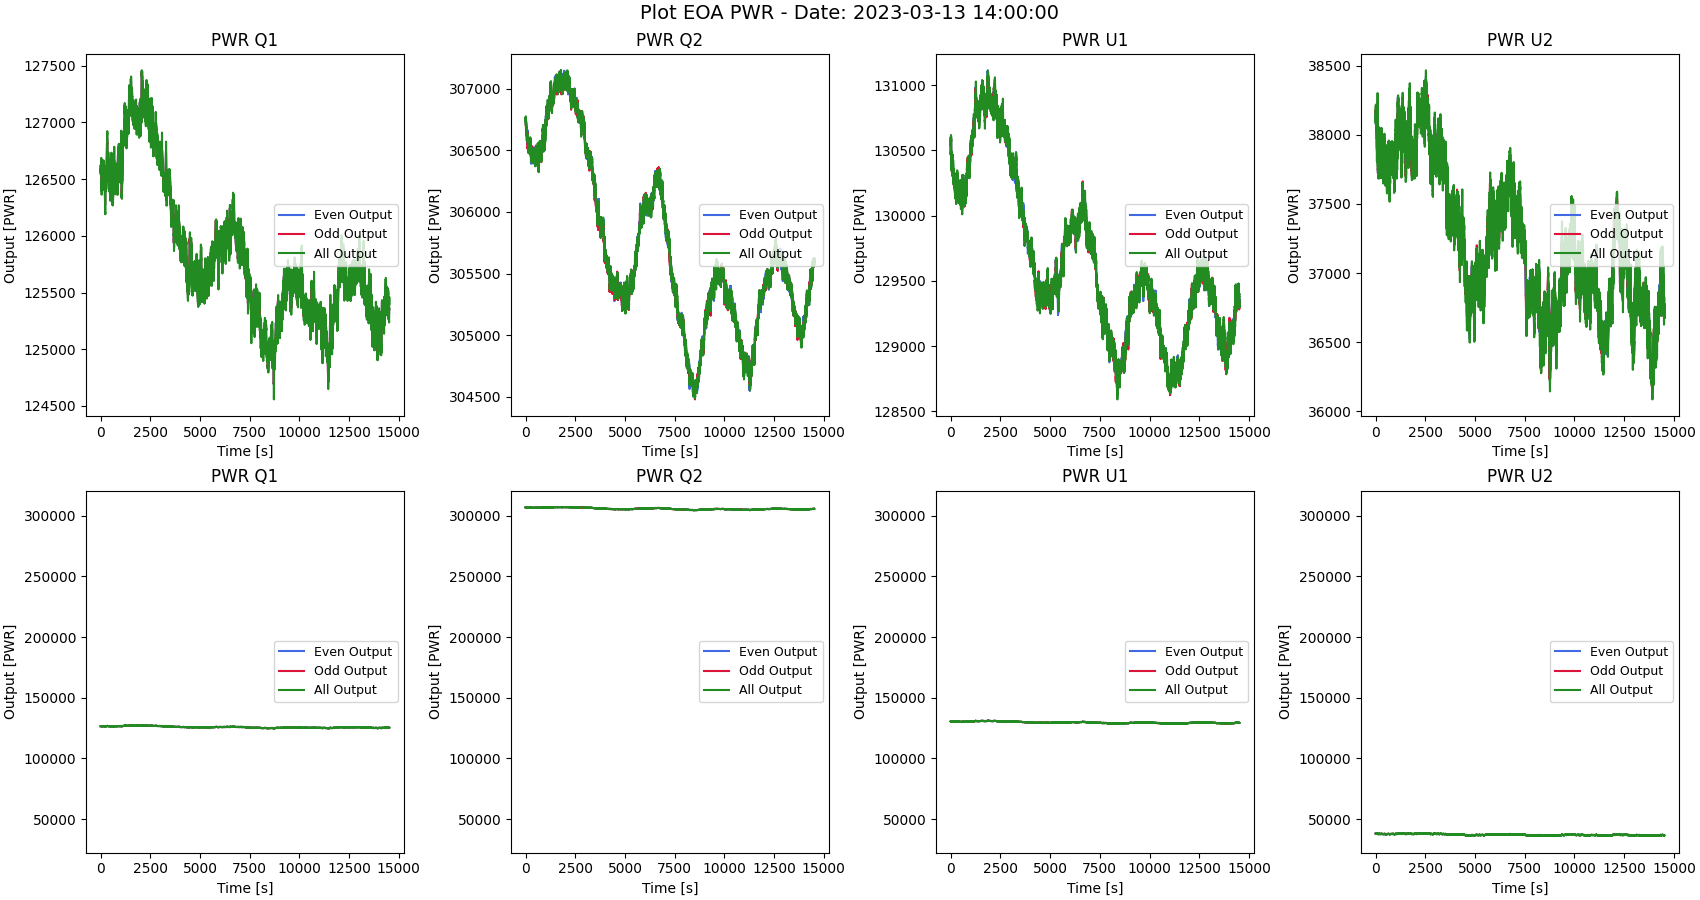 Plot EOA PWR - Date: 2023-03-13 14:00:00
PWR Q1
Output [PWR]
127500
127000
126500
126000
125500
125000
124500
Even Output
Odd Output
All Output
0 2500 5000 7500 10000 12500 15000
Time [s]
PWR Q2
Output [PWR]
307000
306500
306000
305500
305000
304500
Even Output
Odd Output
All Output
0 2500 5000 7500 10000 12500 15000
Time [s]
PWR U1
Output [PWR]
131000
130500
130000
129500
129000
128500
Even Output
Odd Output
All Output
0 2500 5000 7500 10000 12500 15000
Time [s]
PWR U2
Output [PWR]
38500
38000
37500
37000
36500
36000
Even Output
Odd Output
All Output
0 2500 5000 7500 10000 12500 15000
Time [s]
PWR Q1
Output [PWR]
300000
250000
200000
150000
100000
50000
Even Output
Odd Output
All Output
0 2500 5000 7500 10000 12500 15000
Time [s]
PWR Q2
Output [PWR]
300000
250000
200000
150000
100000
50000
Even Output
Odd Output
All Output
0 2500 5000 7500 10000 12500 15000
Time [s]
PWR U1
Output [PWR]
300000
250000
200000
150000
100000
50000
Even Output
Odd Output
All Output
0 2500 5000 7500 10000 12500 15000
Time [s]
PWR U2
Output [PWR]
300000
250000
200000
150000
100000
50000
Even Output
Odd Output
All Output
0 2500 5000 7500 10000 12500 15000
Time [s]